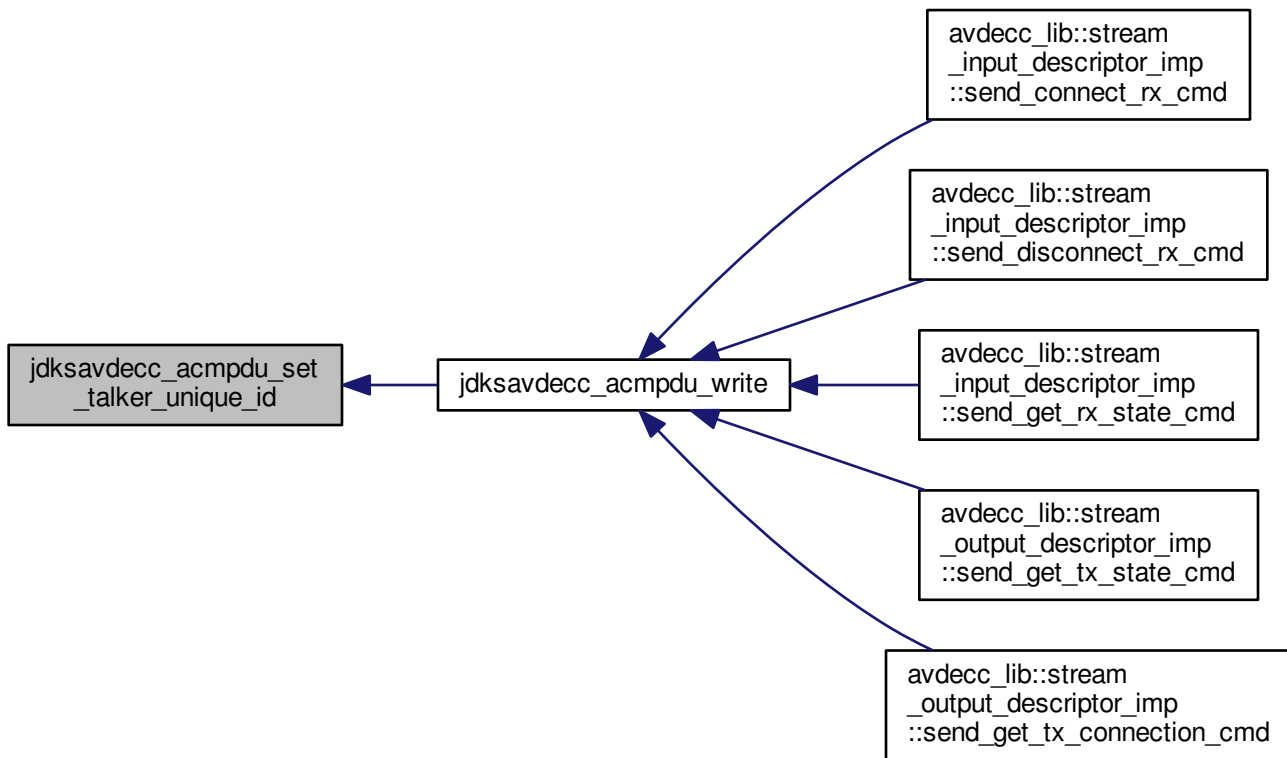 avdecc_lib::stream
_input_descriptor_imp
::send_connect_rx_cmd
avdecc_lib::stream
_input_descriptor_imp
::send_disconnect_rx_cmd
jdksavdecc_acmpdu_set
_talker_unique_id
jdksavdecc_acmpdu_write
avdecc_lib::stream
_input_descriptor_imp
::send_get_rx_state_cmd
avdecc_lib::stream
_output_descriptor_imp
::send_get_tx_state_cmd
avdecc_lib::stream
_output_descriptor_imp
::send_get_tx_connection_cmd